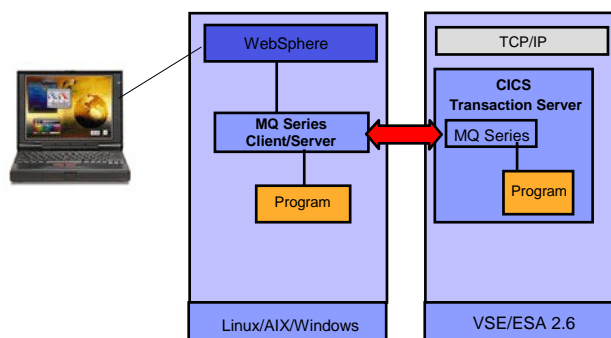 WebSphere
MQ Series
Client/Server
Program
Linux/AIX/Windows
TCP/IP
CICS
Transaction Server
MQ Series
Program
VSE/ESA 2.6